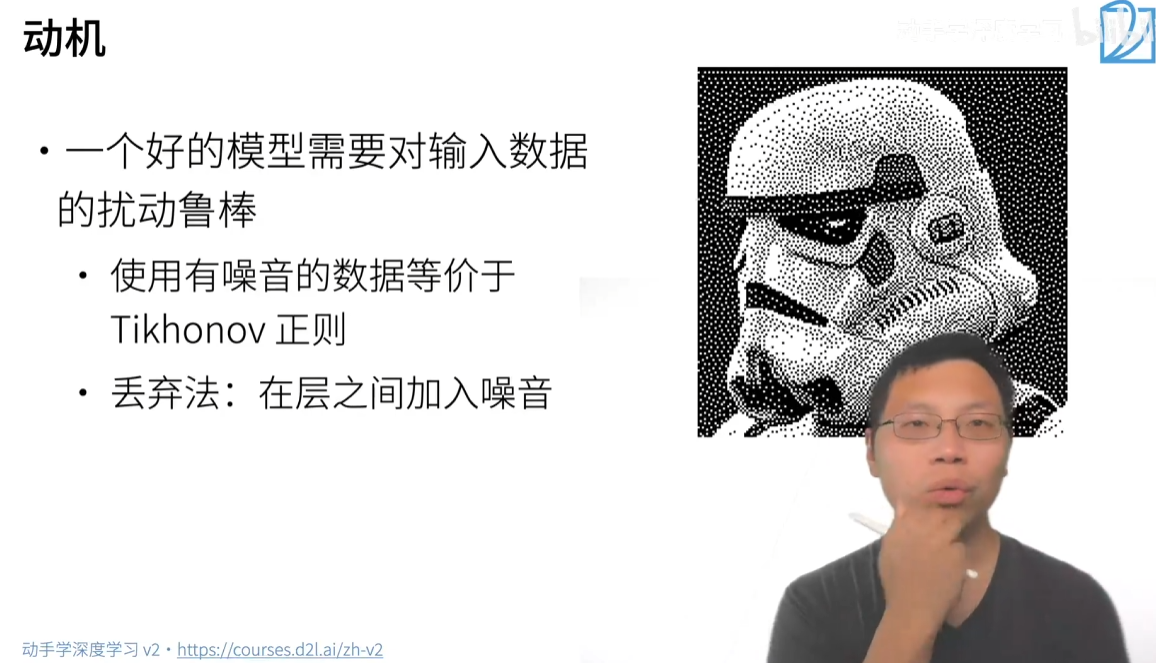 动机
• 一个好的模型需要对输入数据
的扰动鲁棒
• 使用有噪音的数据等价于
Tikhonov 正则
• 丢弃法：在层之间加入噪音
动手学深度学习 v2 • https://courses.d2l.ai/zh-v2